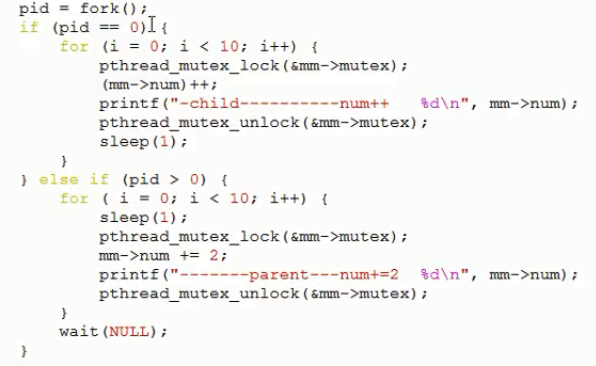 pid = fork();
if (pid == 0) {
    for (i = 0; i < 10; i++) {
        pthread_mutex_lock(&mm->mutex);
        (mm->num)++;
        printf("-child----------num++   %d\n", mm->num);
        pthread_mutex_unlock(&mm->mutex);
        sleep(1);
    }
} else if (pid > 0) {
    for ( i = 0; i < 10; i++) {
        sleep(1);
        pthread_mutex_lock(&mm->mutex);
        mm->num += 2;
        printf("-------parent---num+=2  %d\n", mm->num);
        pthread_mutex_unlock(&mm->mutex);
    }
    wait(NULL);
}